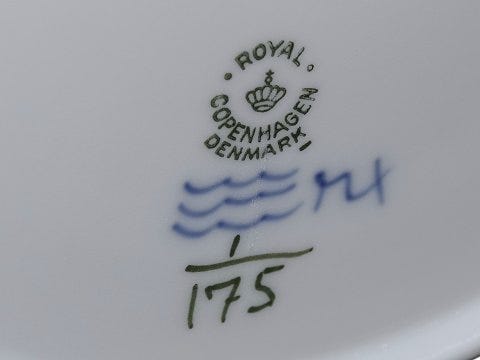 ROYAL
COPENHAGEN
DENMARK
1
175